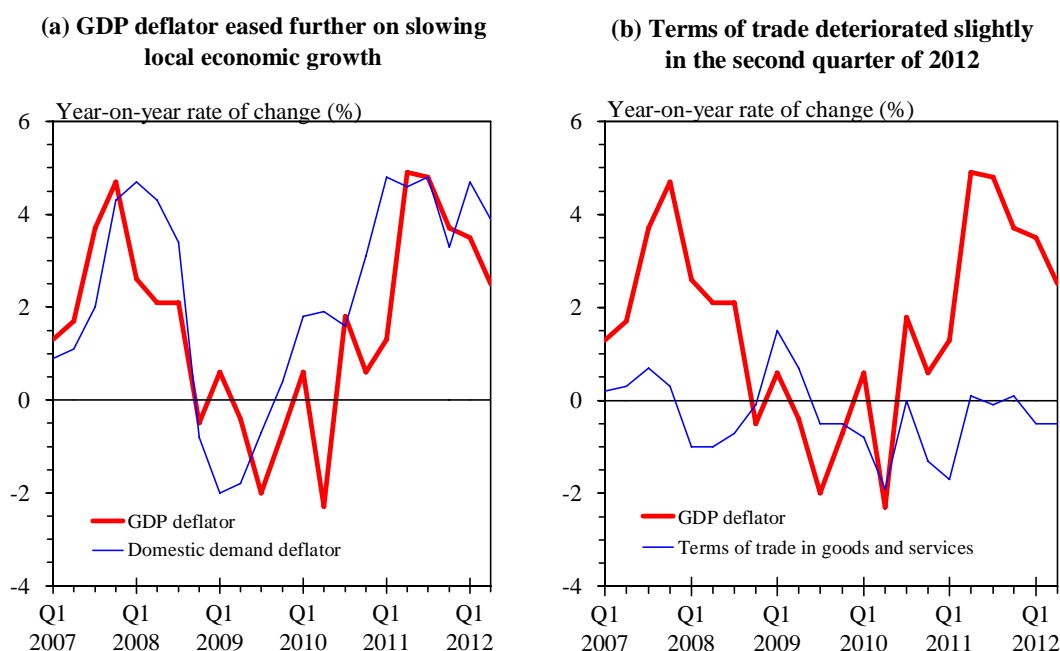 (a) GDP deflator eased further on slowing
local economic growth
Year-on-year rate of change (%)
6
4
2
0
-2
-4
GDP deflator
Domestic demand deflator
Q1 Q1 Q1 Q1 Q1 Q1
2007 2008 2009 2010 2011 2012
(b) Terms of trade deteriorated slightly
in the second quarter of 2012
Year-on-year rate of change (%)
6
4
2
0
-2
-4
GDP deflator
Terms of trade in goods and services
Q1 Q1 Q1 Q1 Q1 Q1
2007 2008 2009 2010 2011 2012